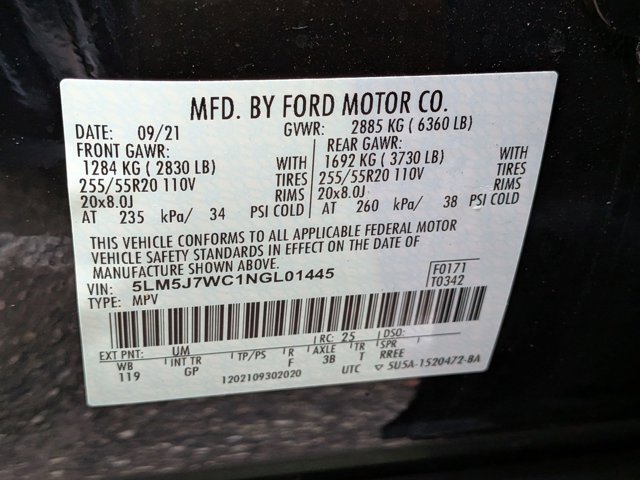 MFD. BY FORD MOTOR CO.
DATE: 09/21 GVWR: 2885 KG ( 6360 LB)
FRONT GAWR: REAR GAWR:
1284 KG ( 2830 LB) WITH 1692 KG ( 3730 LB) WITH
255/55R20 110V TIRES 255/55R20 110V TIRES
20x8.0J RIMS 20x8.0J RIMS
AT 235 kPa/ 34 PSI COLD AT 260 kPa/ 38 PSI COLD
THIS VEHICLE CONFORMS TO ALL APPLICABLE FEDERAL MOTOR
VEHICLE SAFETY STANDARDS IN EFFECT ON THE DATE OF
MANUFACTURE SHOWN ABOVE.
VIN: 5LM5J7WC1NGL01445 F0171
TYPE: MPV T0342
EXT PNT: UM RC: 25 DSO:
WB INT TR TP/PS R AXLE TR SPR
119 GP F 3B T RREE
1202109302020 UTC ▽ 5U5A-1520472-BA